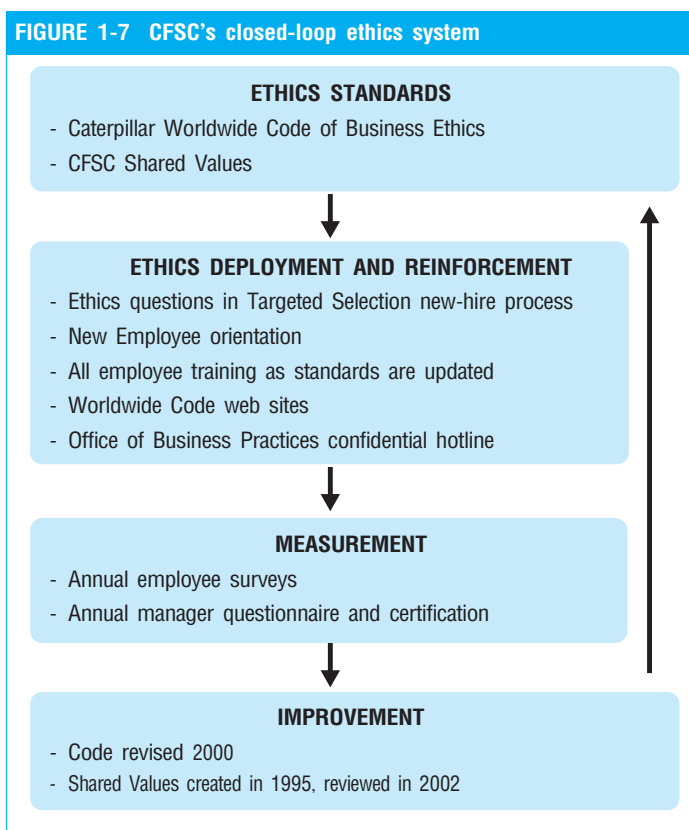 FIGURE 1-7 CFSC's closed-loop ethics system
ETHICS STANDARDS
- Caterpillar Worldwide Code of Business Ethics
- CFSC Shared Values
ETHICS DEPLOYMENT AND REINFORCEMENT
- Ethics questions in Targeted Selection new-hire process
- New Employee orientation
- All employee training as standards are updated
- Worldwide Code web sites
- Office of Business Practices confidential hotline
MEASUREMENT
- Annual employee surveys
- Annual manager questionnaire and certification
IMPROVEMENT
- Code revised 2000
- Shared Values created in 1995, reviewed in 2002